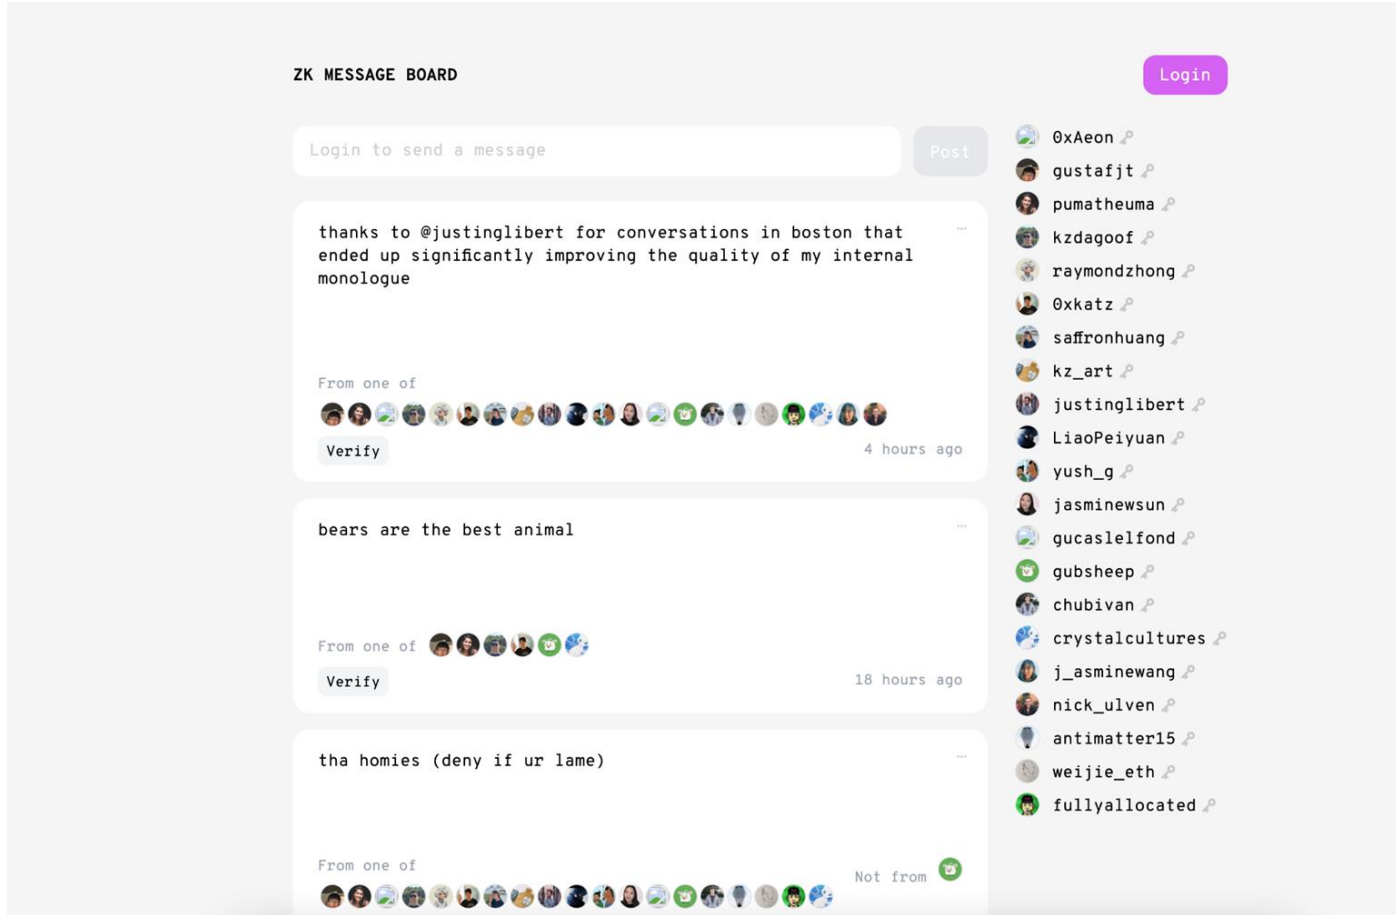 ZK MESSAGE BOARD
Login
Login to send a message
Post
thanks to @justinglibert for conversations in boston that
ended up significantly improving the quality of my internal
monologue
...
From one of
Verify
4 hours ago
bears are the best animal
...
From one of
Verify
18 hours ago
tha homies (deny if ur lame)
...
From one of
Not from
0xAeon
gustafjt
pumatheuma
kzdagoof
raymondzhong
0xkatz
saffronhuang
kz_art
justinglibert
LiaoPeiyuan
yush_g
jasminewsun
gucaslelfond
gubsheep
chubivan
crystalcultures
j_asminewang
nick_ulven
antimatter15
weijie_eth
fullyallocated